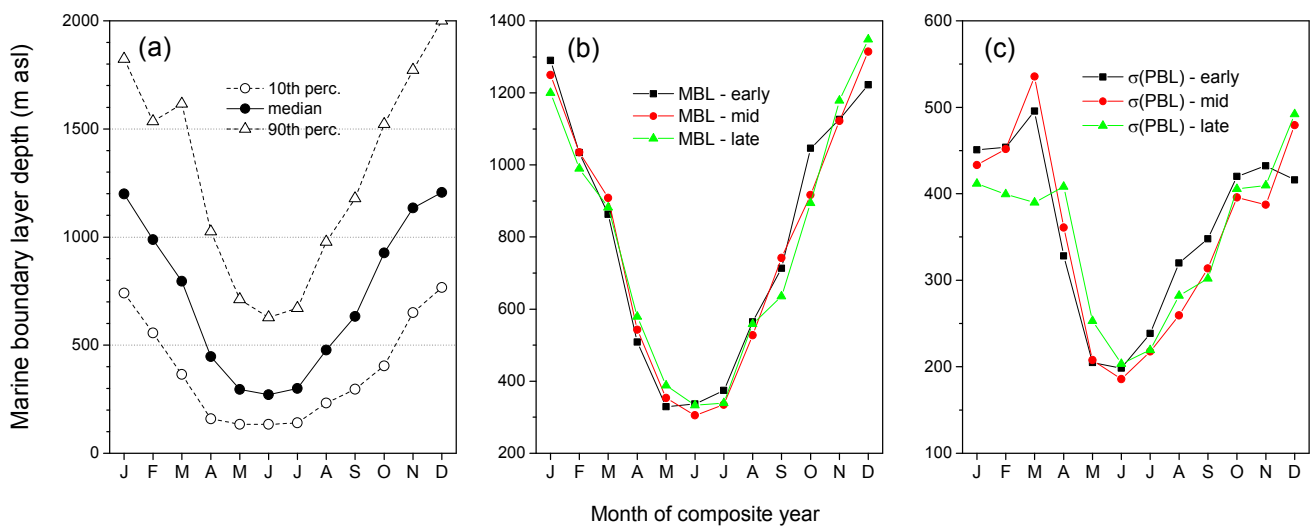 Marine boundary layer depth (m asl)
2000
1500
1000
500
0
(a)
10th perc.
median
90th perc.
J F M A M J J A S O N D
1400
1200
1000
800
600
400
200
(b)
MBL - early
MBL - mid
MBL - late
J F M A M J J A S O N D
600
500
400
300
200
100
(c)
σ(PBL) - early
σ(PBL) - mid
σ(PBL) - late
J F M A M J J A S O N D
Month of composite year